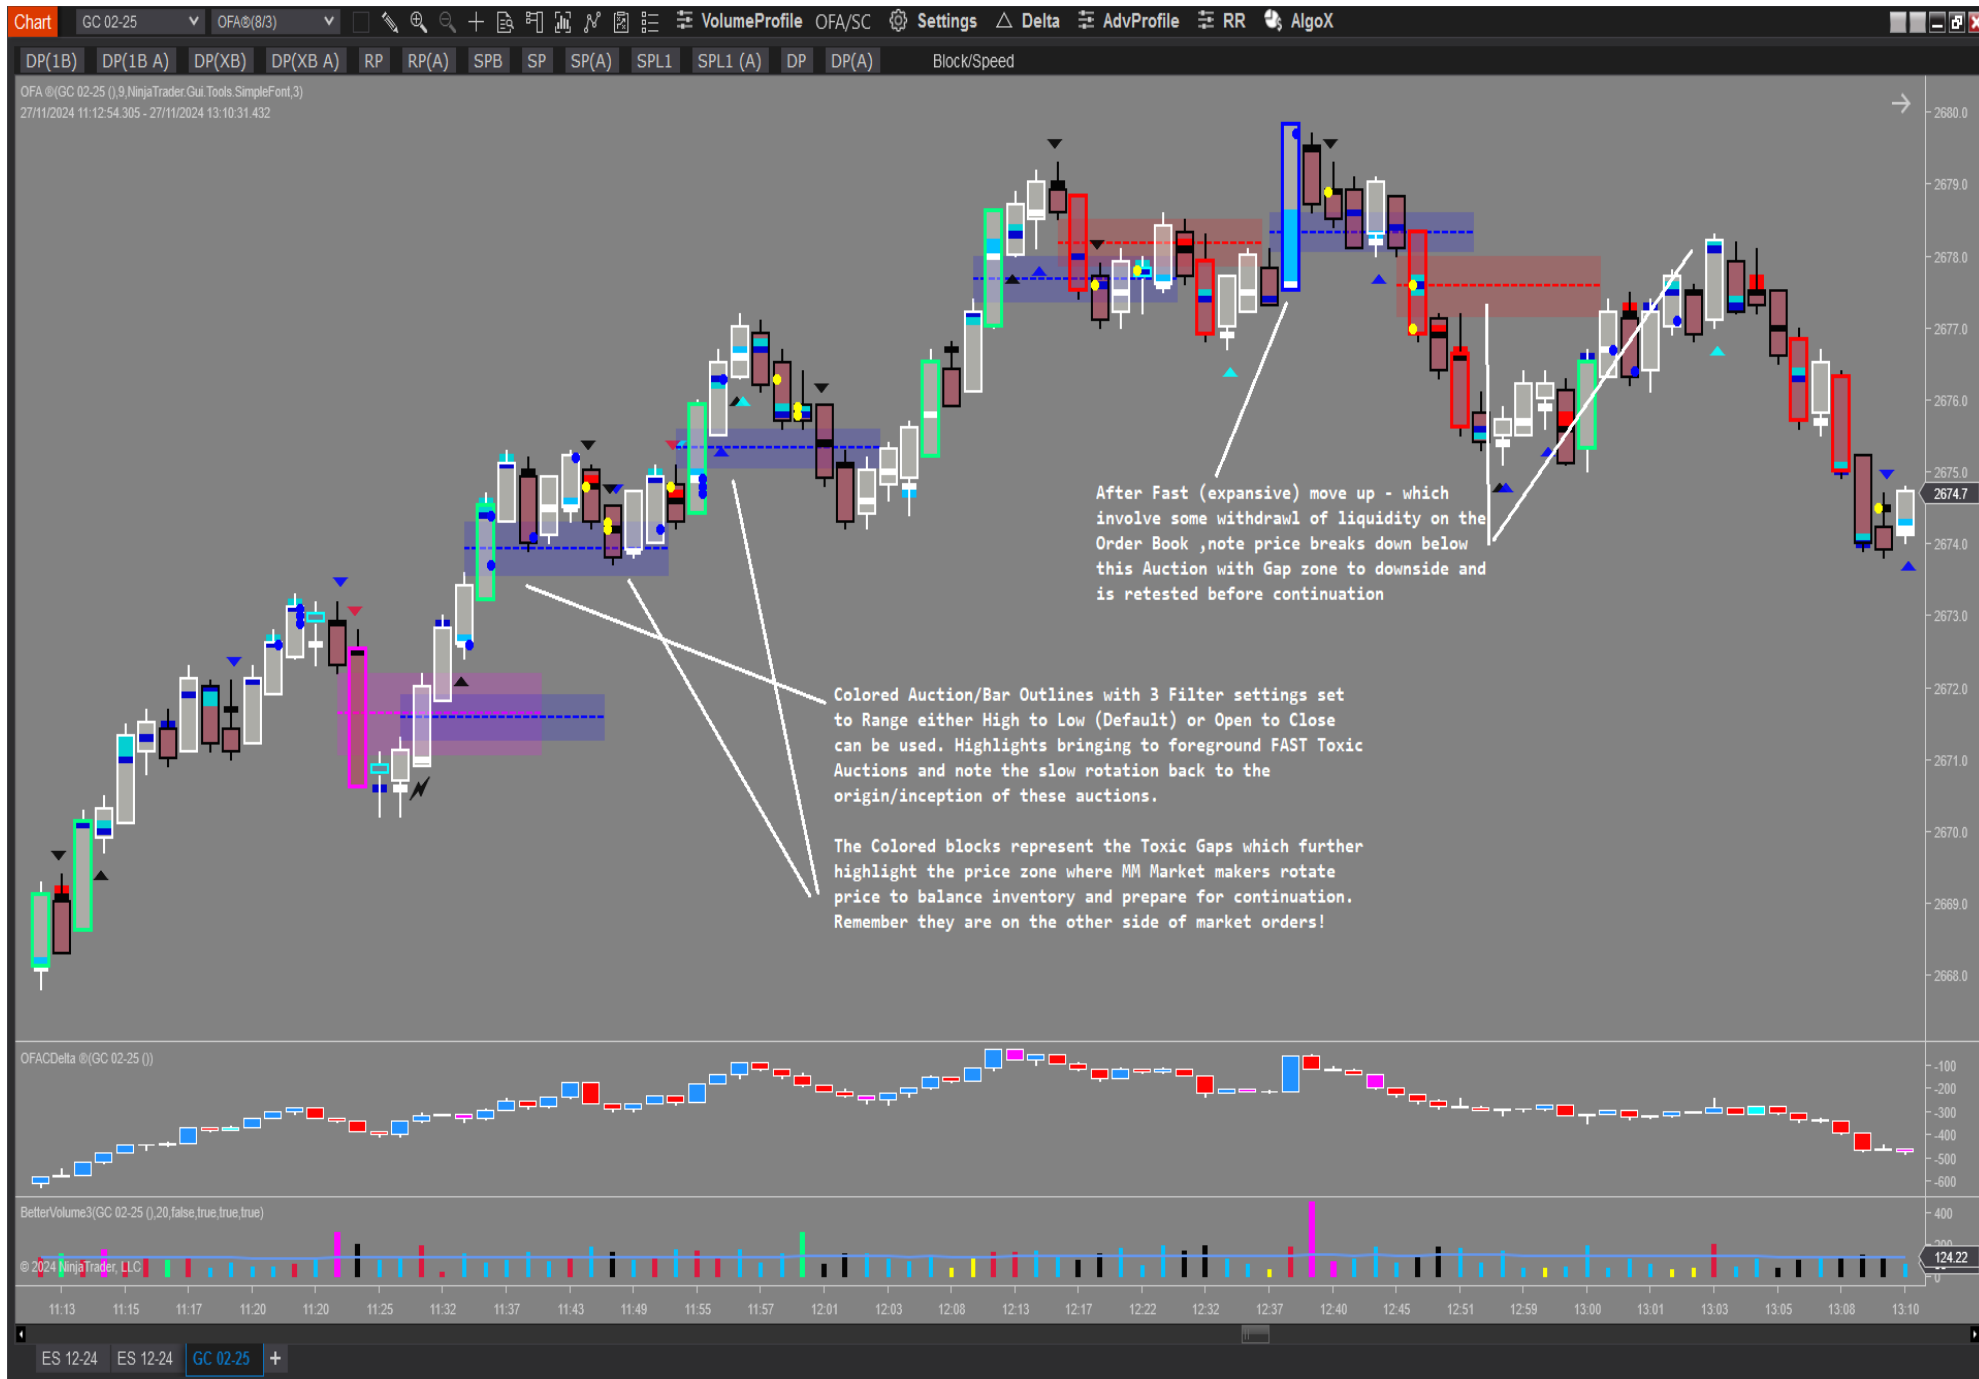 Chart GC 02-25 OFA®(8/3) VolumeProfile OFA/SC Settings Delta AdvProfile RR AlgoX
DP(1B) DP(1B A) DP(XB) DP(XB A) RP RP(A) SPB SP SP(A) SPL1 SPL1 (A) DP DP(A) Block/Speed
OFA ®(GC 02-25 (),9,NinjaTrader.Gui.Tools.SimpleFont,3)
27/11/2024 11:12:54.305 - 27/11/2024 13:10:31.432
2680.0
2679.0
2678.0
2677.0
2676.0
2675.0
2674.7
2674.0
2673.0
2672.0
2671.0
2670.0
2669.0
2668.0
After Fast (expansive) move up - which
involve some withdrawl of liquidity on the
Order Book ,note price breaks down below
this Auction with Gap zone to downside and
is retested before continuation
Colored Auction/Bar Outlines with 3 Filter settings set
to Range either High to Low (Default) or Open to Close
can be used. Highlights bringing to foreground FAST Toxic
Auctions and note the slow rotation back to the
origin/inception of these auctions.
The Colored blocks represent the Toxic Gaps which further
highlight the price zone where MM Market makers rotate
price to balance inventory and prepare for continuation.
Remember they are on the other side of market orders!
OFACDelta ®(GC 02-25 ())
-100
-200
-300
-400
-500
-600
BetterVolume3(GC 02-25 (),20,false,true,true,true)
400
200
124.22
0
© 2024 NinjaTrader, LLC
11:13 11:15 11:17 11:20 11:20 11:25 11:32 11:37 11:43 11:49 11:55 11:57 12:01 12:03 12:08 12:13 12:17 12:22 12:32 12:37 12:40 12:45 12:51 12:59 13:00 13:01 13:03 13:05 13:08 13:10
ES 12-24 ES 12-24 GC 02-25 +